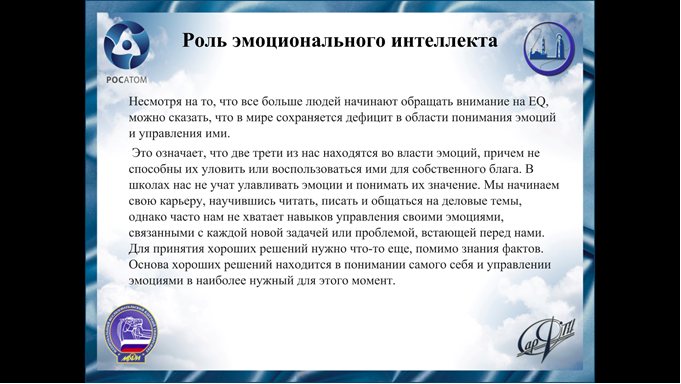 Роль эмоционального интеллекта
РОСАТОМ
Несмотря на то, что все больше людей начинают обращать внимание на EQ,
можно сказать, что в мире сохраняется дефицит в области понимания эмоций
и управления ими.
Это означает, что две трети из нас находятся во власти эмоций, причем не
способны их уловить или воспользоваться ими для собственного блага. В
школах нас не учат улавливать эмоции и понимать их значение. Мы начинаем
свою карьеру, научившись читать, писать и общаться на деловые темы,
однако часто нам не хватает навыков управления своими эмоциями,
связанными с каждой новой задачей или проблемой, встающей перед нами.
Для принятия хороших решений нужно что-то еще, помимо знания фактов.
Основа хороших решений находится в понимании самого себя и управлении
эмоциями в наиболее нужный для этого момент.